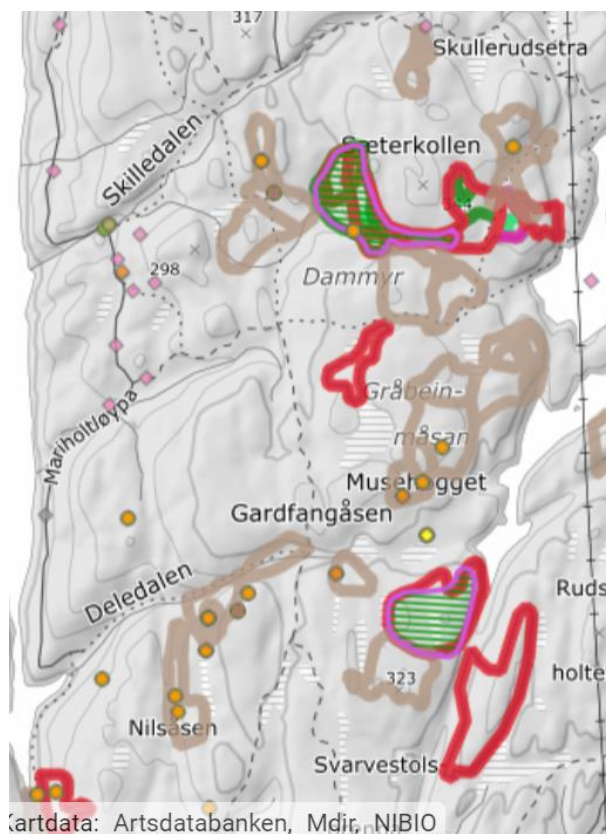 317
Skullerudsetra
Sæterkollen
Skilledalen
298
Dammyr
Gråbein-
måsan
Mariholtløypa
Musehogget
Gardfangåsen
Deledalen
Ruds
323
holte
Nilsåsen
Svarvestols-
Kartdata: Artsdatabanken, Mdir, NIBIO